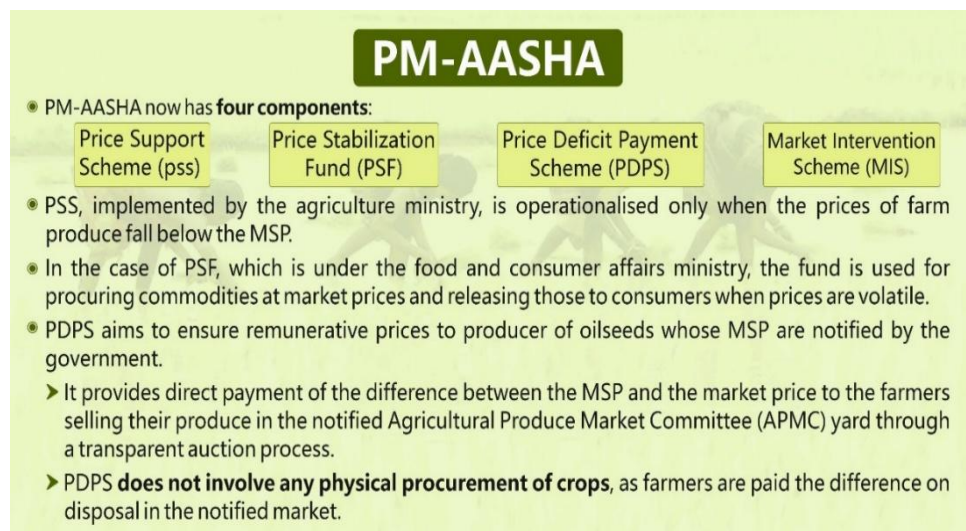 PM-AASHA
PM-AASHA now has four components:
Price Support
Scheme (pss)
Price Stabilization
Fund (PSF)
Price Deficit Payment
Scheme (PDPS)
Market Intervention
Scheme (MIS)
PSS, implemented by the agriculture ministry, is operationalised only when the prices of farm
produce fall below the MSP.
In the case of PSF, which is under the food and consumer affairs ministry, the fund is used for
procuring commodities at market prices and releasing those to consumers when prices are volatile.
PDPS aims to ensure remunerative prices to producer of oilseeds whose MSP are notified by the
government.
It provides direct payment of the difference between the MSP and the market price to the farmers
selling their produce in the notified Agricultural Produce Market Committee (APMC) yard through
a transparent auction process.
PDPS does not involve any physical procurement of crops, as farmers are paid the difference on
disposal in the notified market.